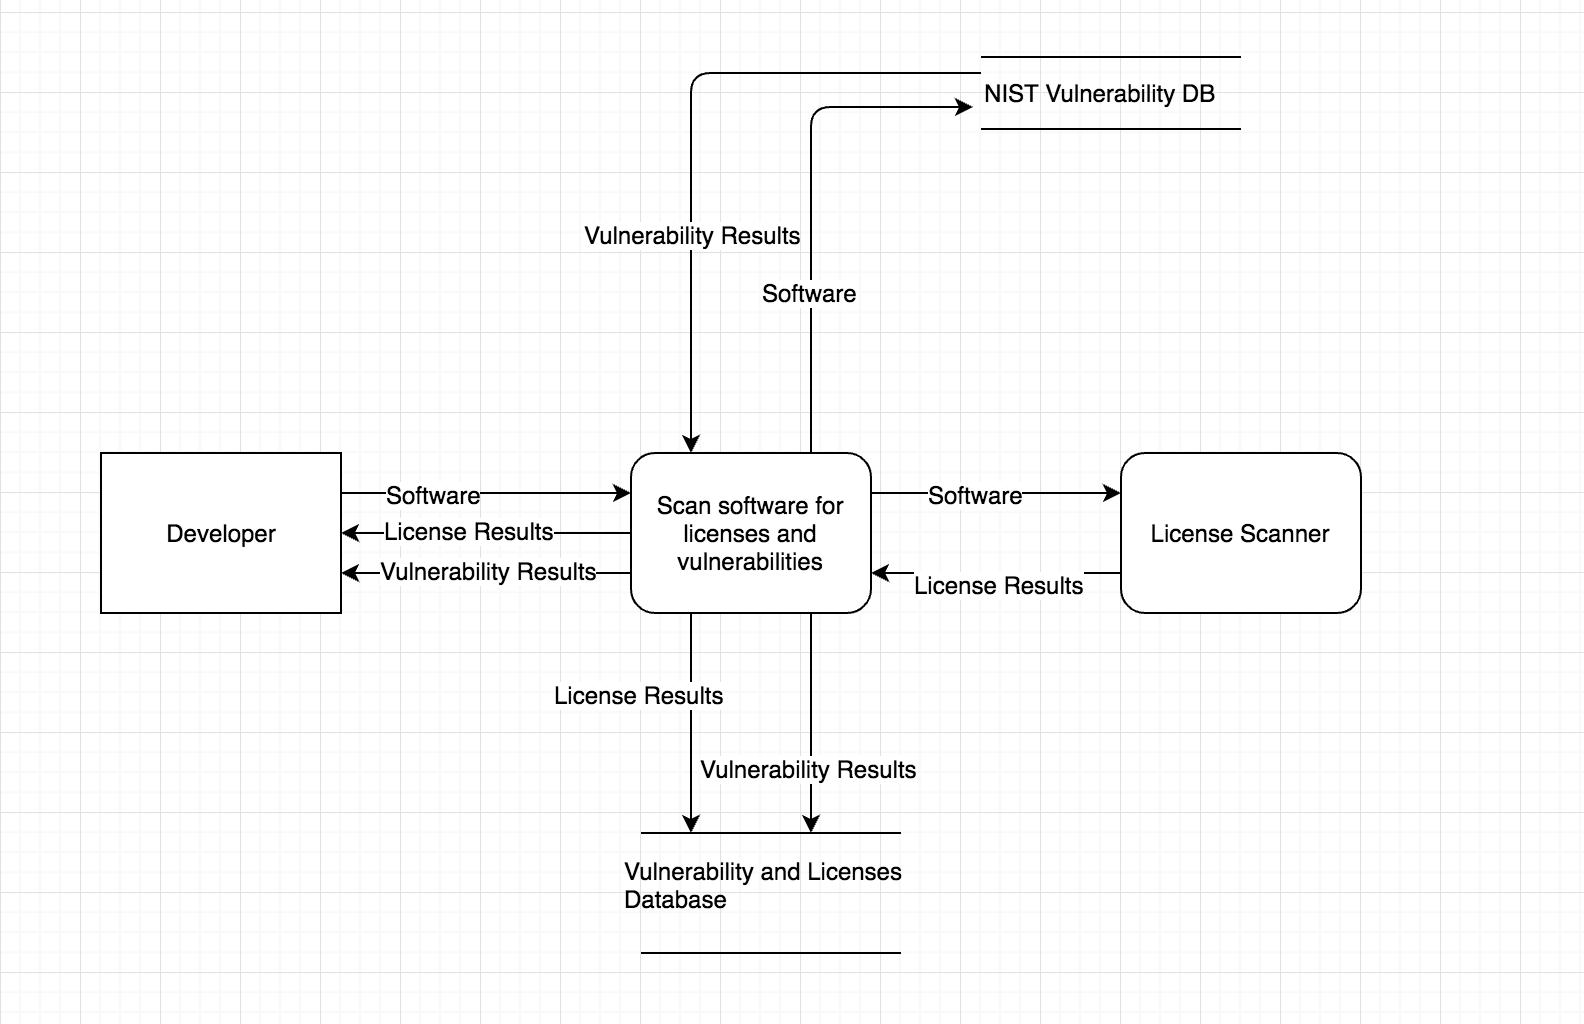 NIST Vulnerability DB
Vulnerability Results
Software
Software
License Results
Vulnerability Results
Developer
Scan software for
licenses and
vulnerabilities
Software
License Results
License Scanner
License Results
Vulnerability Results
Vulnerability and Licenses
Database